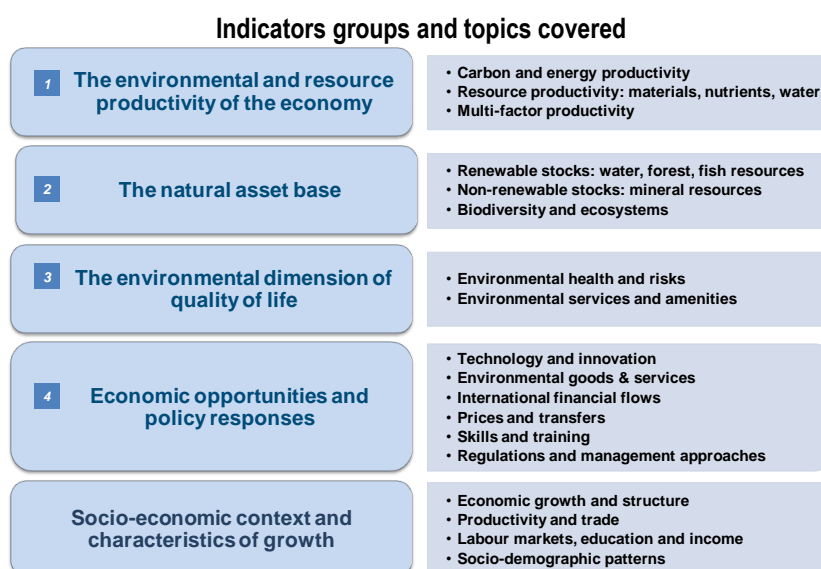 Indicators groups and topics covered
1
The environmental and resource
productivity of the economy
• Carbon and energy productivity
• Resource productivity: materials, nutrients, water
• Multi-factor productivity
2
The natural asset base
• Renewable stocks: water, forest, fish resources
• Non-renewable stocks: mineral resources
• Biodiversity and ecosystems
3
The environmental dimension of
quality of life
• Environmental health and risks
• Environmental services and amenities
4
Economic opportunities and
policy responses
• Technology and innovation
• Environmental goods & services
• International financial flows
• Prices and transfers
• Skills and training
• Regulations and management approaches
Socio-economic context and
characteristics of growth
• Economic growth and structure
• Productivity and trade
• Labour markets, education and income
• Socio-demographic patterns